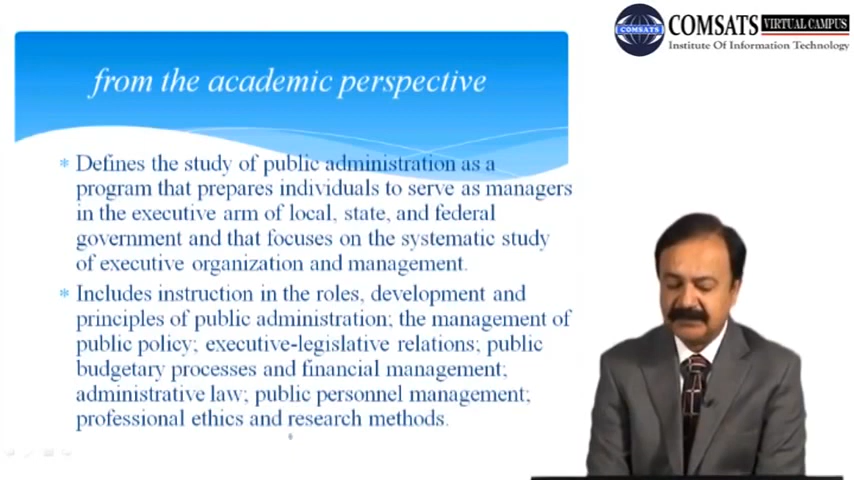 COMSATS VIRTUAL CAMPUS
COMSATS
Institute Of Information Technology
from the academic perspective
* Defines the study of public administration as a
program that prepares individuals to serve as managers
in the executive arm of local, state, and federal
government and that focuses on the systematic study
of executive organization and management.
* Includes instruction in the roles, development and
principles of public administration; the management of
public policy; executive-legislative relations; public
budgetary processes and financial management;
administrative law; public personnel management;
professional ethics and research methods.